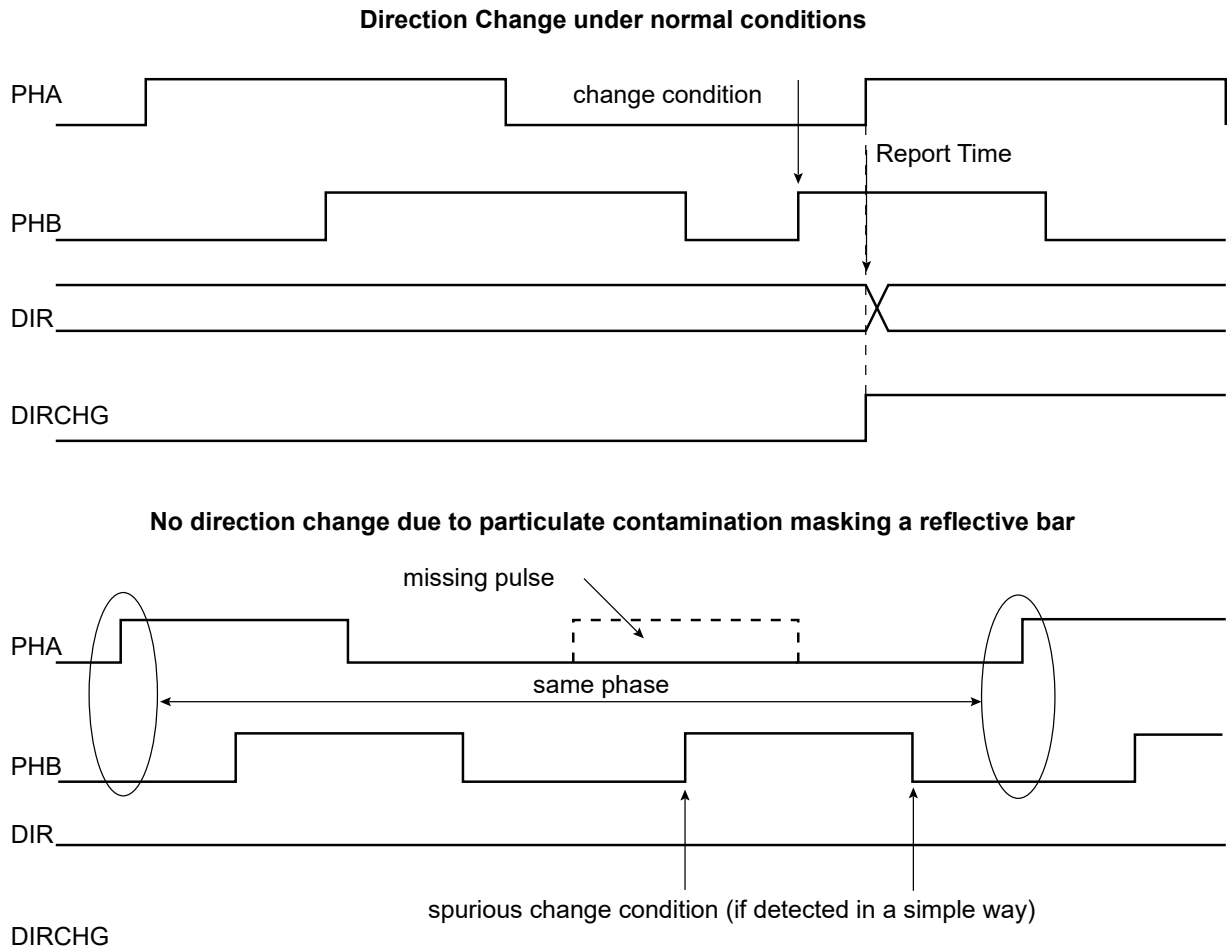 Direction Change under normal conditions
PHA
change condition
Report Time
PHB
DIR
DIRCHG
No direction change due to particulate contamination masking a reflective bar
missing pulse
PHA
same phase
PHB
DIR
spurious change condition (if detected in a simple way)
DIRCHG